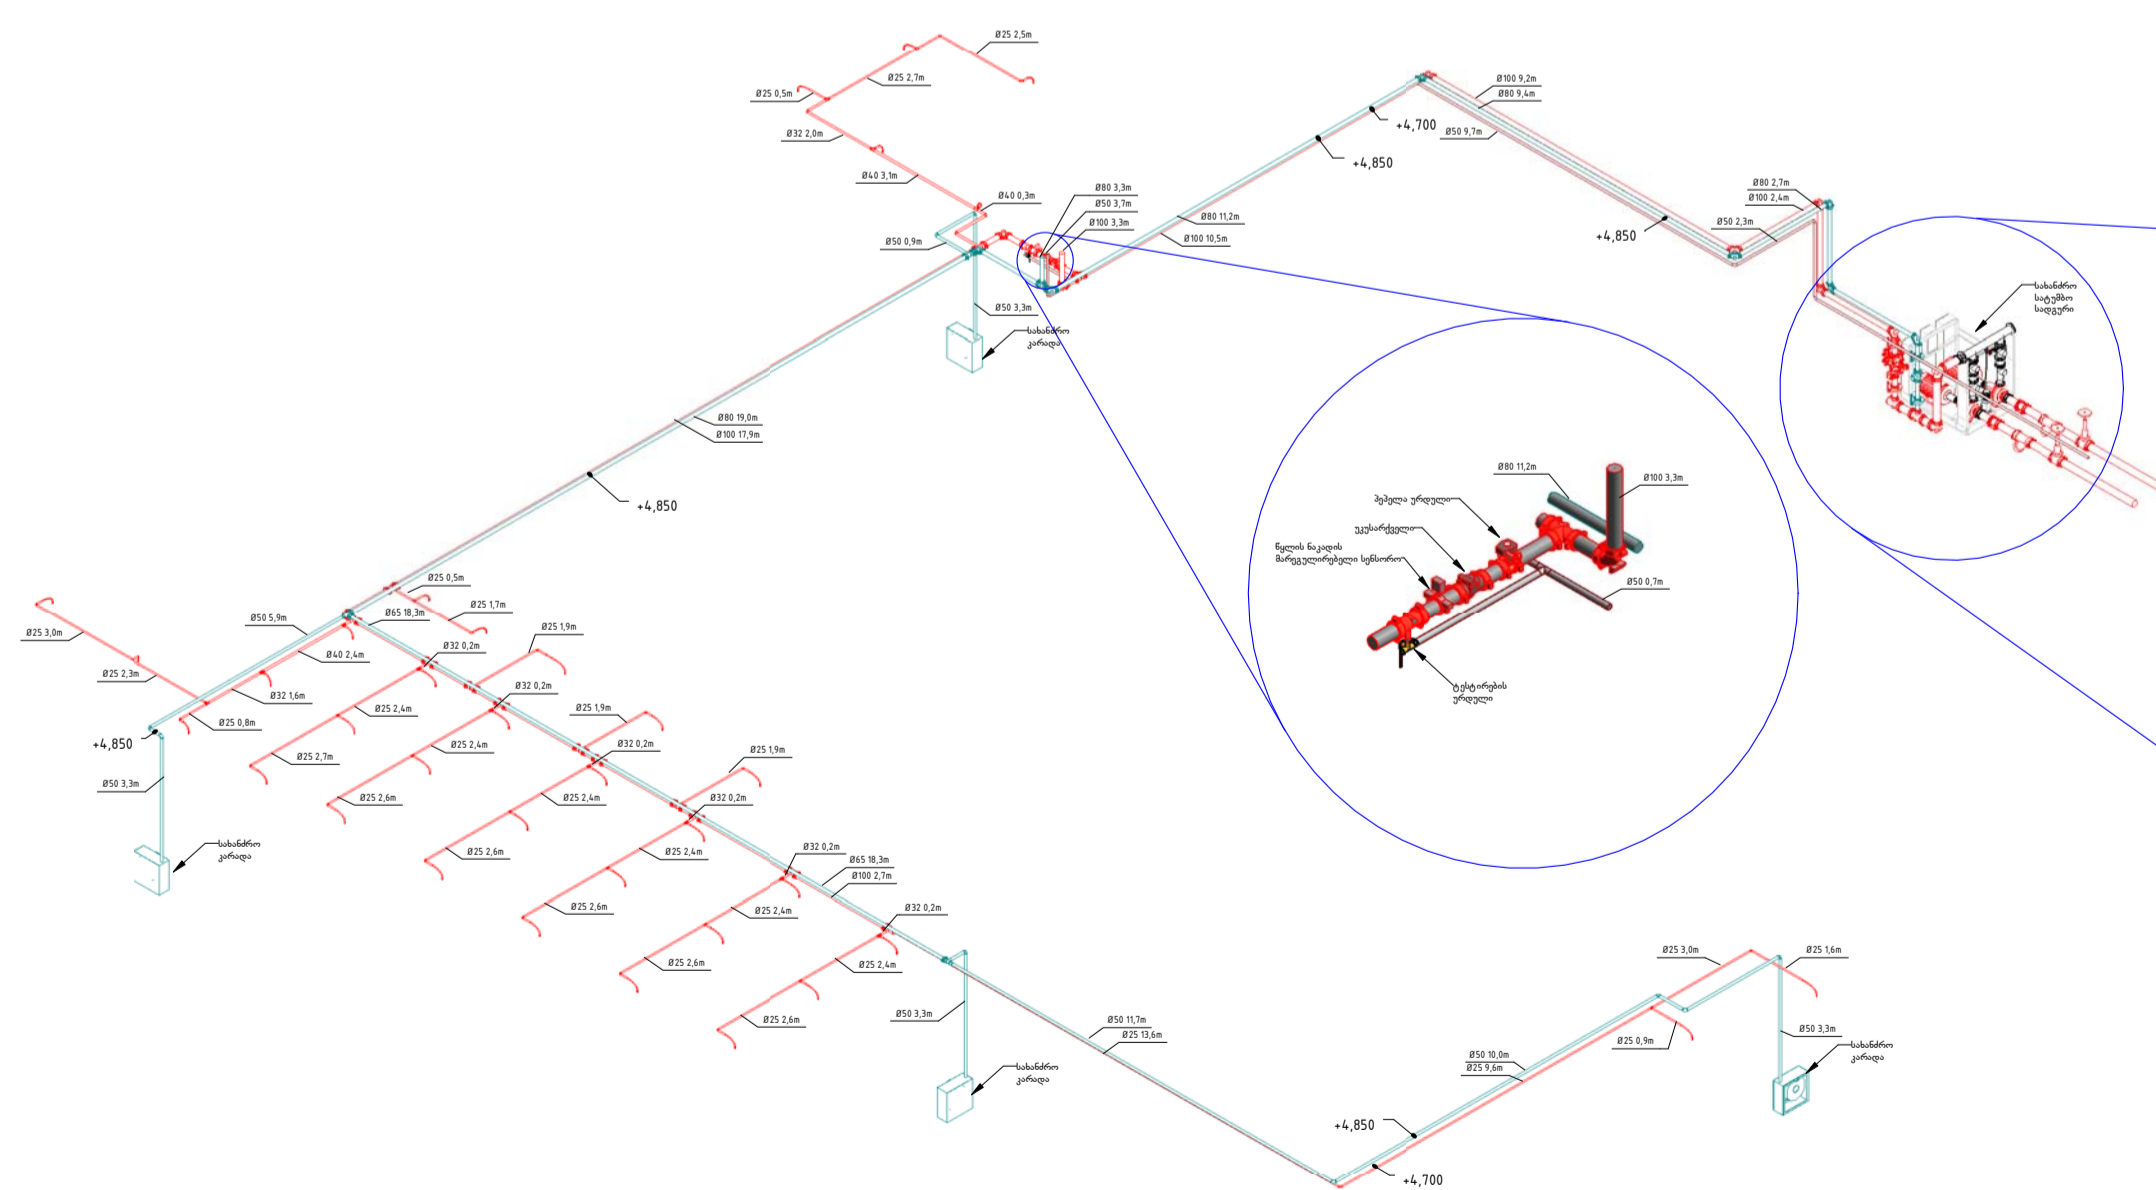 Ø25 2,5m
Ø25 2,7m
Ø25 0,5m
Ø32 2,0m
Ø40 3,1m
Ø40 0,3m
Ø50 0,9m
Ø80 3,3m
Ø50 3,7m
Ø100 3,3m
Ø50 3,3m
სახანძრო
კარადა
+4,700
+4,850
Ø80 11,2m
Ø100 10,5m
Ø100 9,2m
Ø80 9,4m
Ø50 9,7m
+4,850
Ø80 2,7m
Ø100 2,4m
Ø50 2,3m
სახანძრო
სატუმბო
სადგური
Ø80 19,0m
Ø100 17,9m
+4,850
Ø80 11,2m
Ø100 3,3m
პეპელა ურდული
უკუსარქველი
წყლის ნაკადის
მარეგულირებელი სენსორო
Ø50 0,7m
ტესტირების
ურდული
Ø25 0,5m
Ø25 1,7m
Ø50 5,9m
Ø65 18,3m
Ø25 3,0m
Ø40 2,4m
Ø32 0,2m
Ø25 1,9m
Ø25 2,3m
Ø32 1,6m
Ø25 0,8m
Ø32 0,2m
Ø25 2,4m
Ø25 1,9m
+4,850
Ø25 2,7m
Ø25 2,4m
Ø32 0,2m
Ø25 1,9m
Ø50 3,3m
Ø25 2,6m
Ø25 2,4m
Ø32 0,2m
სახანძრო
კარადა
Ø25 2,6m
Ø25 2,4m
Ø32 0,2m
Ø65 18,3m
Ø100 2,7m
Ø25 2,6m
Ø25 2,4m
Ø32 0,2m
Ø25 2,6m
Ø25 2,4m
Ø25 2,6m
Ø50 3,3m
სახანძრო
კარადა
Ø50 11,7m
Ø25 13,6m
Ø25 3,0m
Ø25 1,6m
Ø50 3,3m
Ø25 0,9m
სახანძრო
კარადა
Ø50 10,0m
Ø25 9,6m
+4,850
+4,700